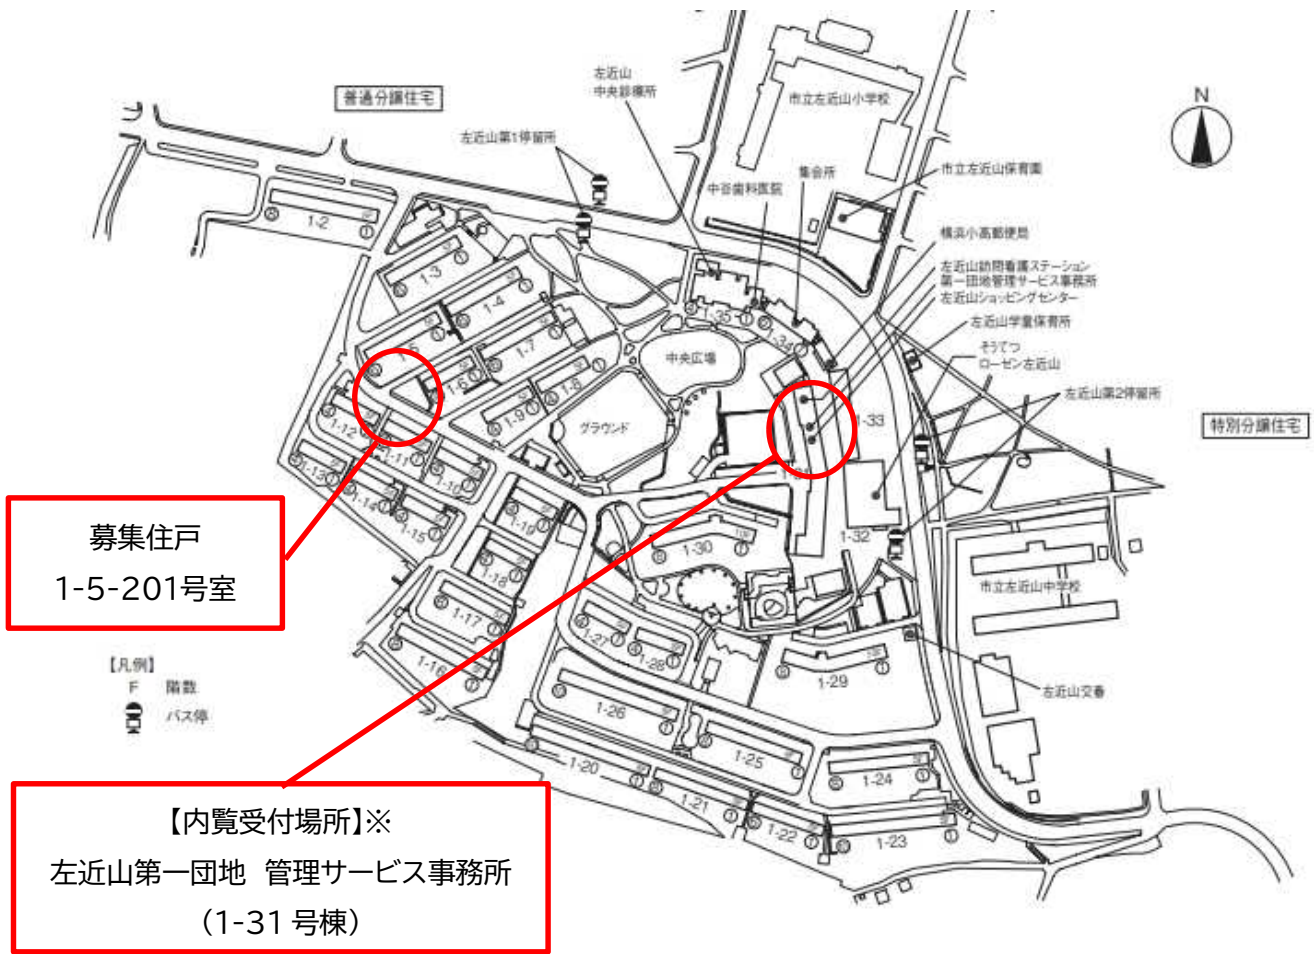 普通分譲住宅
左近山
中央診療所
左近山第1停留所
市立左近山小学校
N
中谷歯科医院
集会所
市立左近山保育園
横浜小高郵便局
左近山訪問看護ステーション
第一団地管理サービス事務所
左近山ショッピングセンター
左近山学童保育所
そうてつ
ローゼン左近山
左近山第2停留所
特別分譲住宅
中央広場
グラウンド
1-2
1-3
1-4
1-5
1-6
1-7
1-8
1-9
1-10
1-11
1-12
1-13
1-14
1-15
1-16
1-17
1-18
1-19
1-20
1-21
1-22
1-23
1-24
1-25
1-26
1-27
1-28
1-29
1-30
1-32
1-33
1-34
1-35
市立左近山中学校
左近山交番
募集住戸
1-5-201号室
【凡例】
F 階数
バス停
【内覧受付場所】※
左近山第一団地 管理サービス事務所
(1-31号棟)